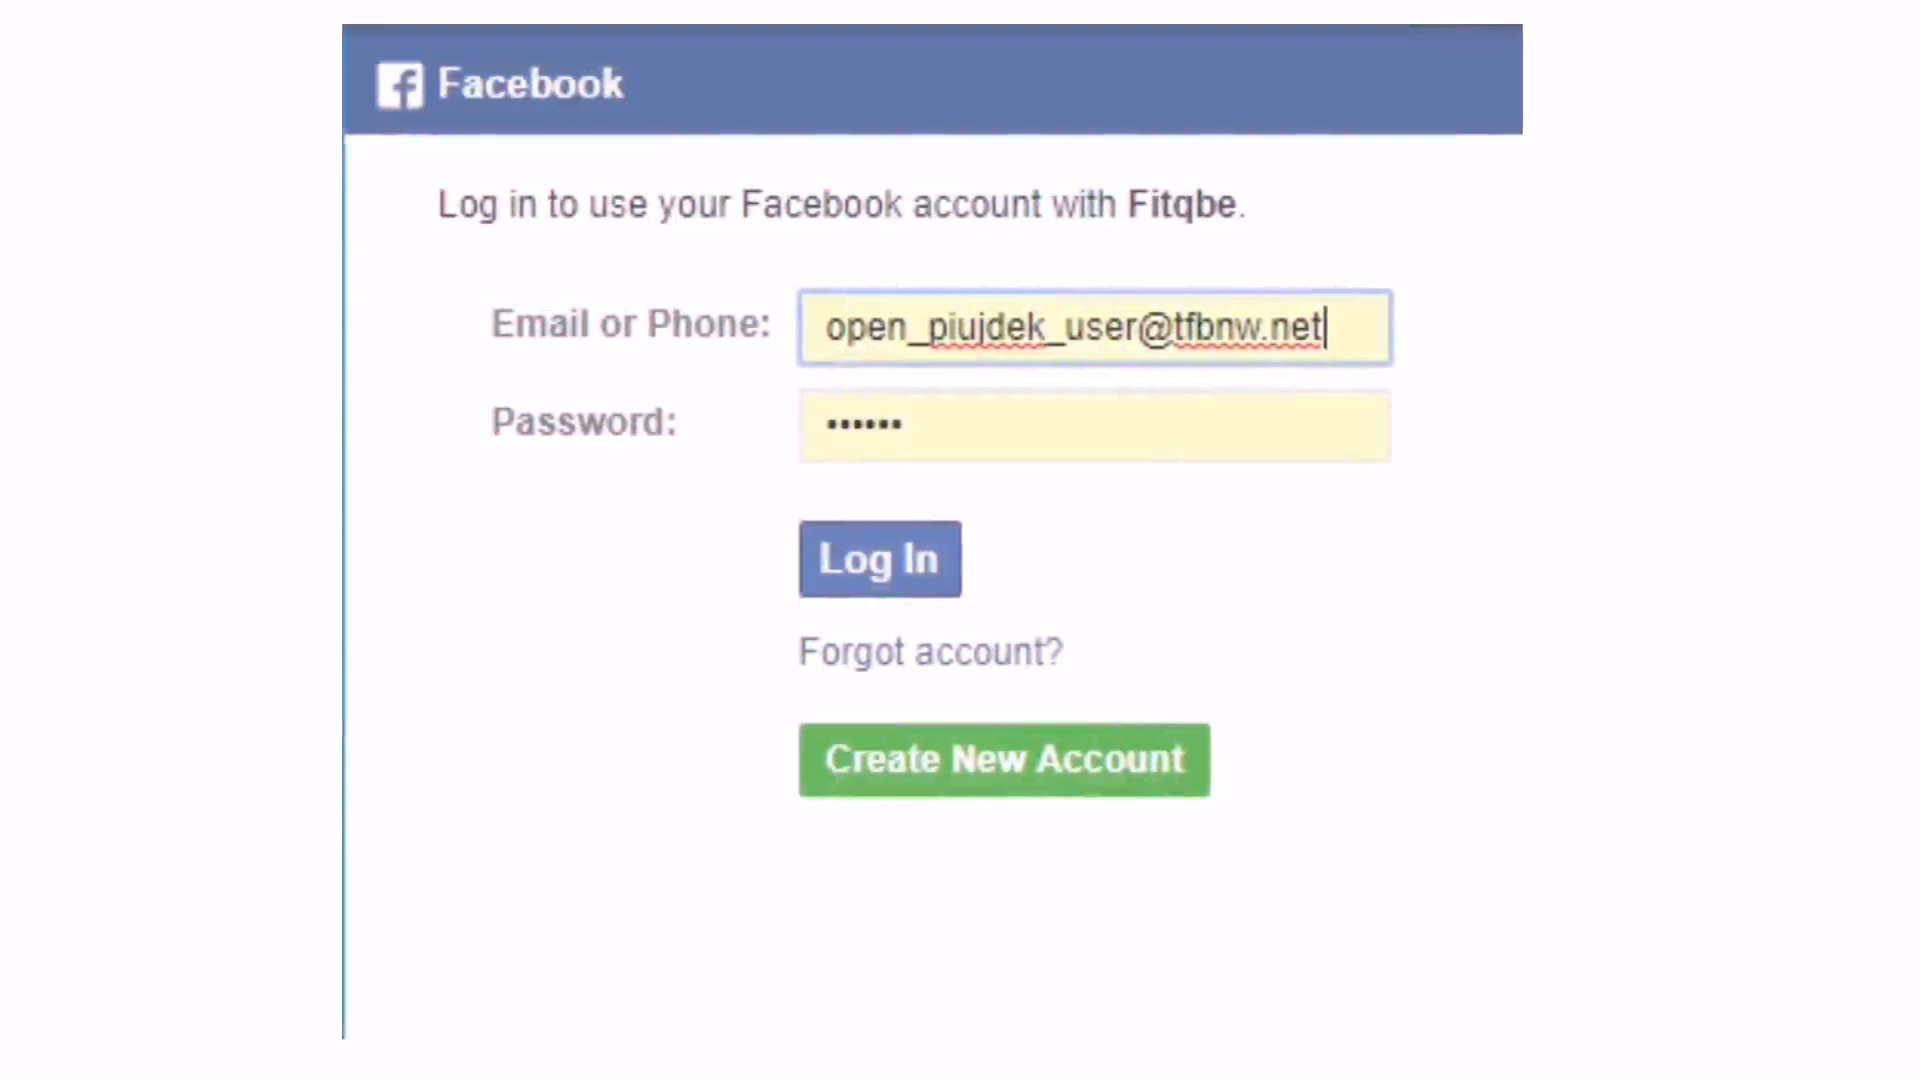 Facebook
Log in to use your Facebook account with Fitqbe.
Email or Phone: open_piujdek_user@tfbnw.net
Password: ••••••
Log In
Forgot account?
Create New Account